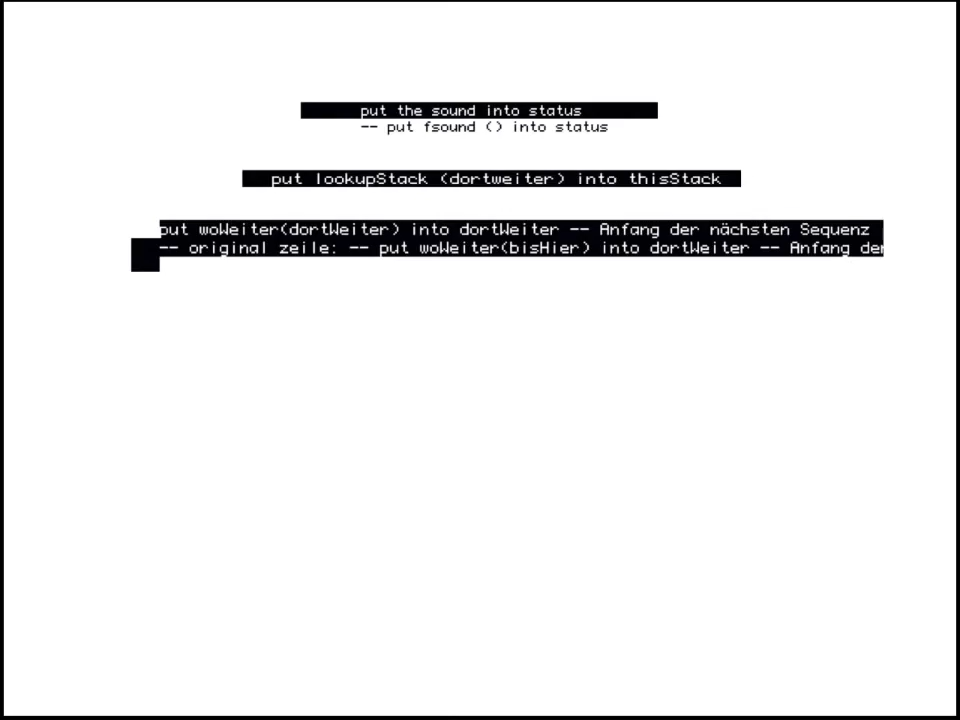 put the sound into status
-- put fsound () into status
put lookupStack (dortweiter) into thisStack
put woWeiter(dortWeiter) into dortWeiter -- Anfang der nächsten Sequenz
-- original zeile: -- put woWeiter(bisHier) into dortWeiter -- Anfang der